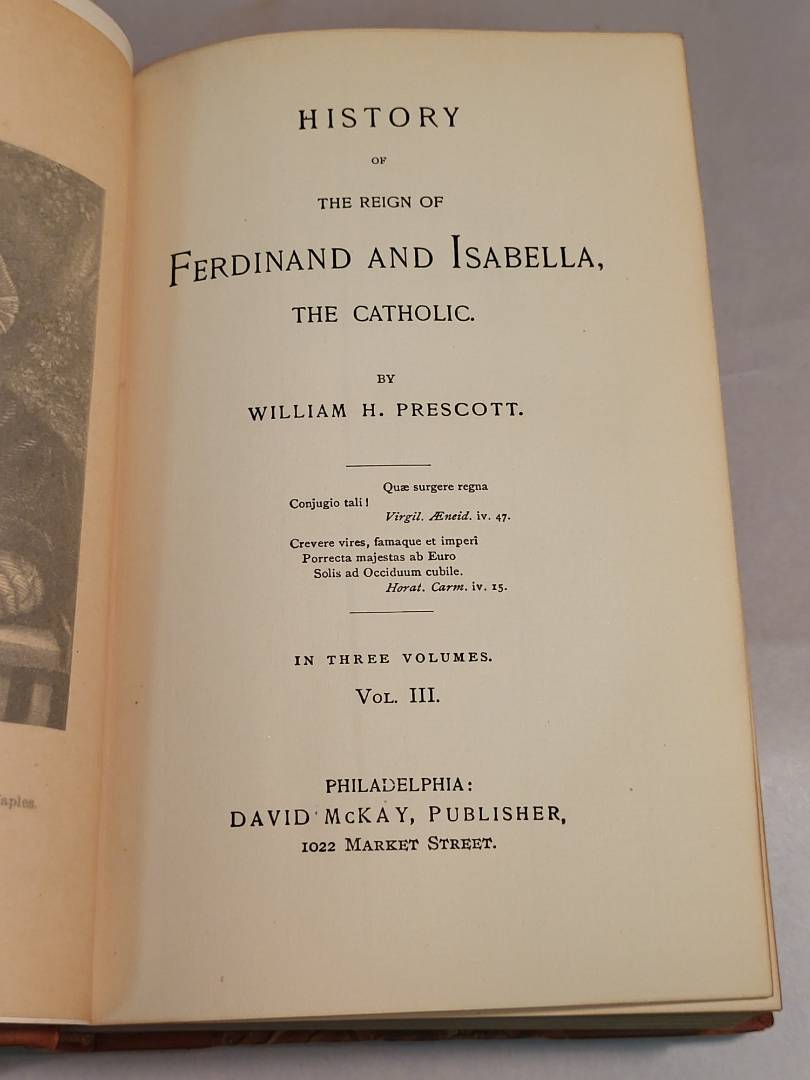 HISTORY
OF
THE REIGN OF
FERDINAND AND ISABELLA,
THE CATHOLIC.
BY
WILLIAM H. PRESCOTT.
Quæ surgere regna
Conjugio tali!
Virgil. Æneid. iv. 47.
Crevere vires, famaque et imperî
Porrecta majestas ab Euro
Solis ad Occiduum cubile.
Horat. Carm. iv. 15.
IN THREE VOLUMES.
VOL. III.
PHILADELPHIA:
DAVID McKAY, PUBLISHER,
1022 MARKET STREET.